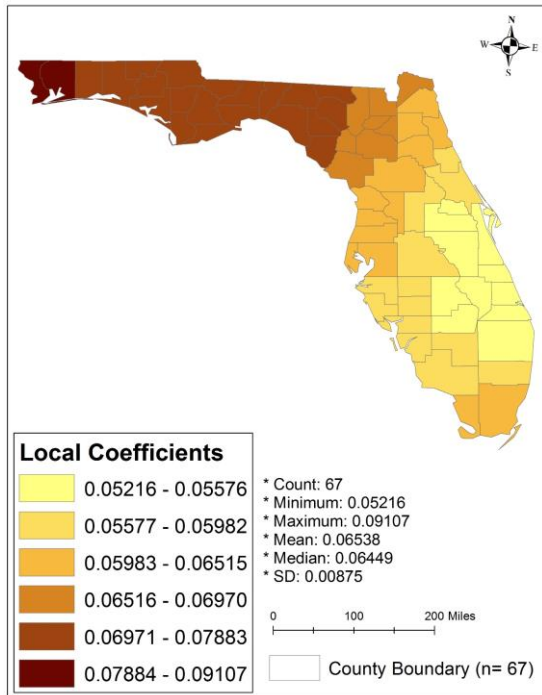 N
W E
S
Local Coefficients
0.05216 - 0.05576
0.05577 - 0.05982
0.05983 - 0.06515
0.06516 - 0.06970
0.06971 - 0.07883
0.07884 - 0.09107
* Count: 67
* Minimum: 0.05216
* Maximum: 0.09107
* Mean: 0.06538
* Median: 0.06449
* SD: 0.00875
0 100 200 Miles
County Boundary (n= 67)